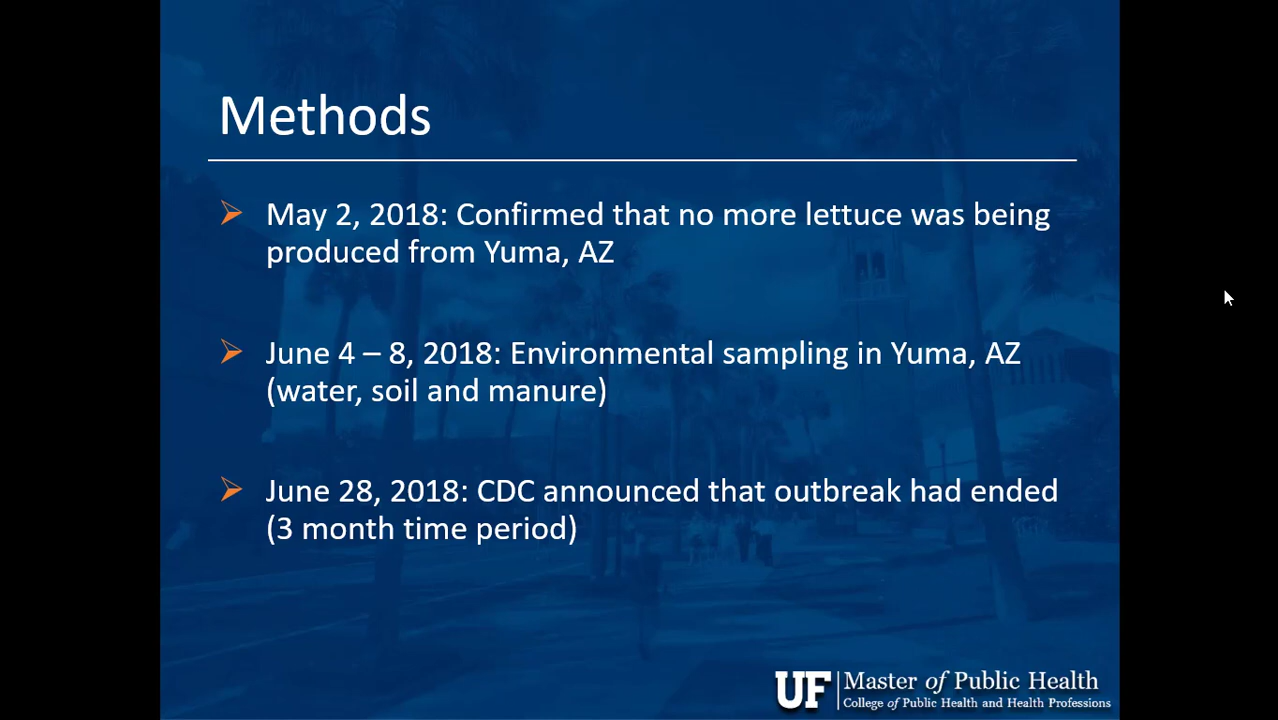 Methods
May 2, 2018: Confirmed that no more lettuce was being
produced from Yuma, AZ
June 4 – 8, 2018: Environmental sampling in Yuma, AZ
(water, soil and manure)
June 28, 2018: CDC announced that outbreak had ended
(3 month time period)
UF Master of Public Health
College of Public Health and Health Professions